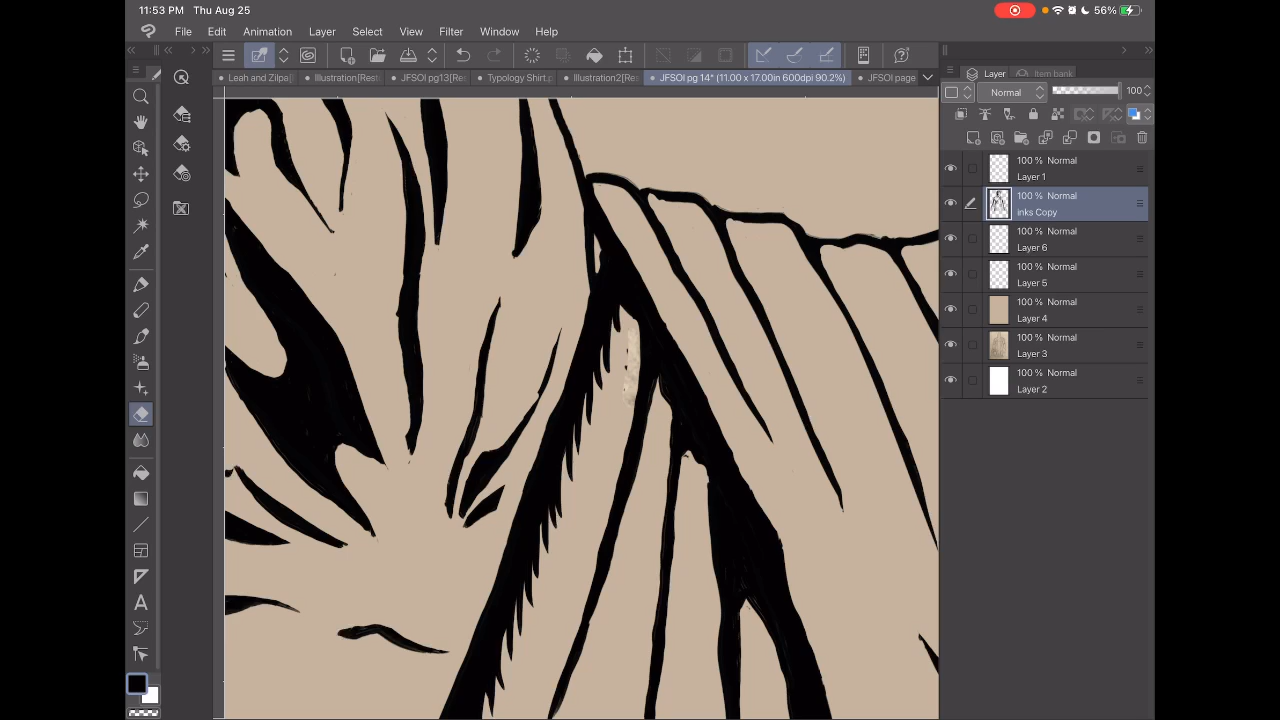 11:53 PM Thu Aug 25
56%
File Edit Animation Layer Select View Filter Window Help
Leah and Zilpa[ Illustration[Rest JFSOI pg13[Re: Typology Shirt. Illustration2[Res JFSOI pg 14* (11.00 x 17.00in 600dpi 90.2%) JFSOI page
Layer Item bank
Normal 100
100 % Normal
Layer 1
100 % Normal
Inks Copy
100 % Normal
Layer 6
100 % Normal
Layer 5
100 % Normal
Layer 4
100 % Normal
Layer 3
100 % Normal
Layer 2